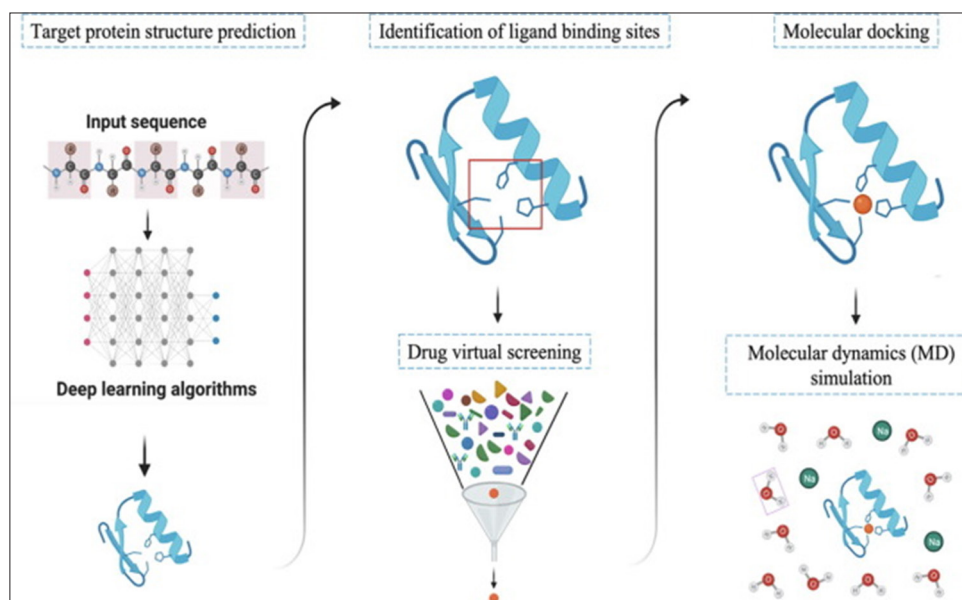 Target protein structure prediction
Input sequence
Deep learning algorithms
Identification of ligand binding sites
Drug virtual screening
Molecular docking
Molecular dynamics (MD)
simulation
Na
Na
Na